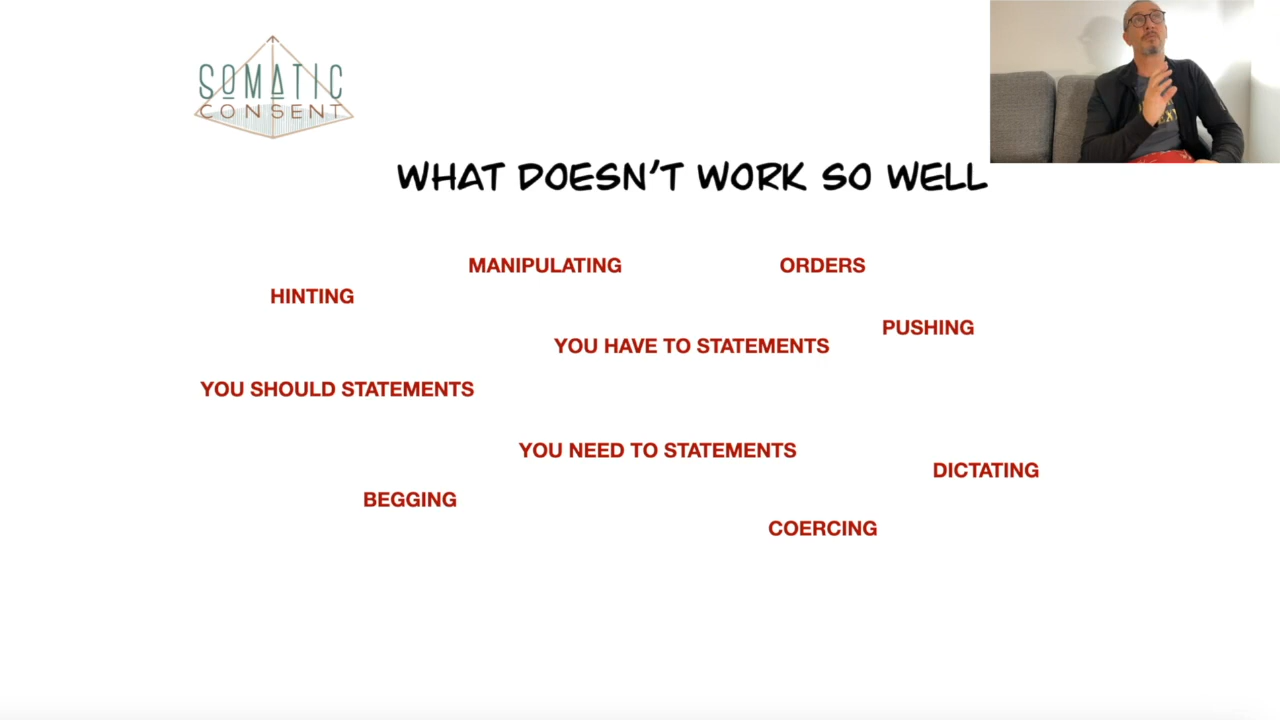 SOMATIC
CONSENT
WHAT DOESN'T WORK SO WELL
MANIPULATING
ORDERS
HINTING
PUSHING
YOU HAVE TO STATEMENTS
YOU SHOULD STATEMENTS
YOU NEED TO STATEMENTS
DICTATING
BEGGING
COERCING